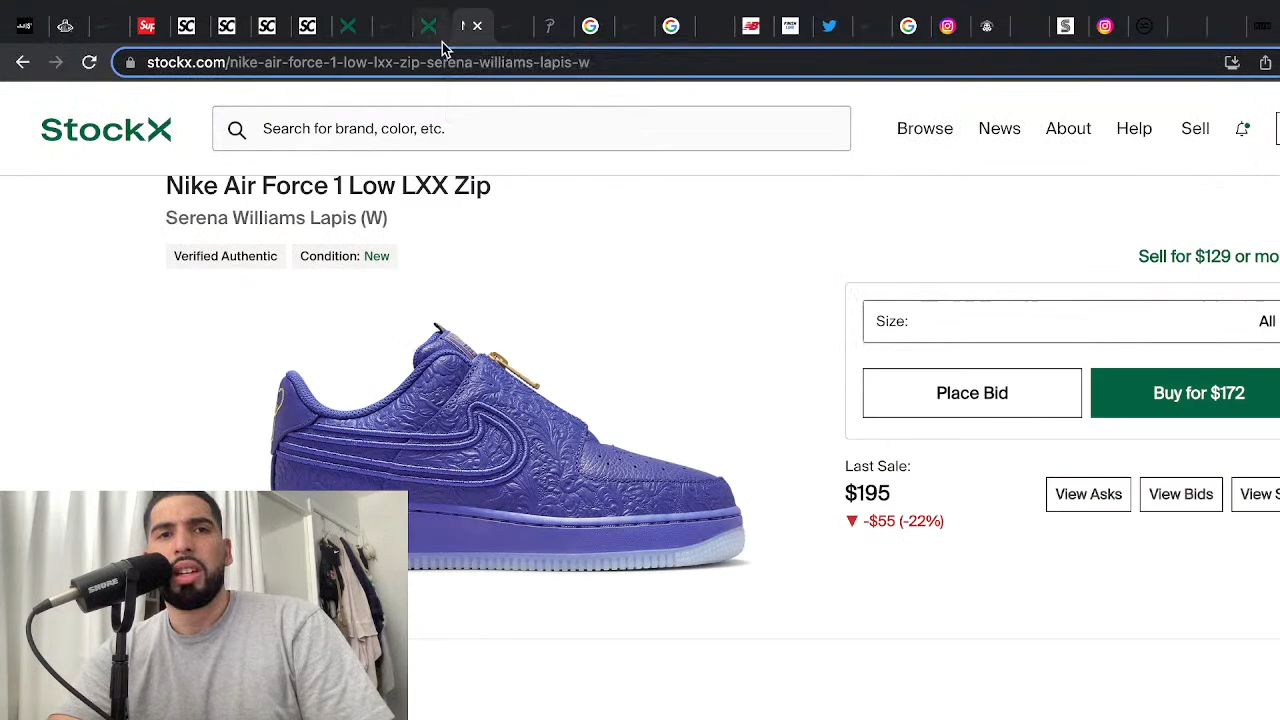 stockx.com/nike-air-force-1-low-lxx-zip-serena-williams-lapis-w
StockX
Search for brand, color, etc.
Browse
News
About
Help
Sell
Nike Air Force 1 Low LXX Zip
Serena Williams Lapis (W)
Verified Authentic
Condition: New
Sell for $129 or mo
Size:
All
Place Bid
Buy for $172
Last Sale:
$195
▼ -$55 (-22%)
View Asks
View Bids
View S
SHURE